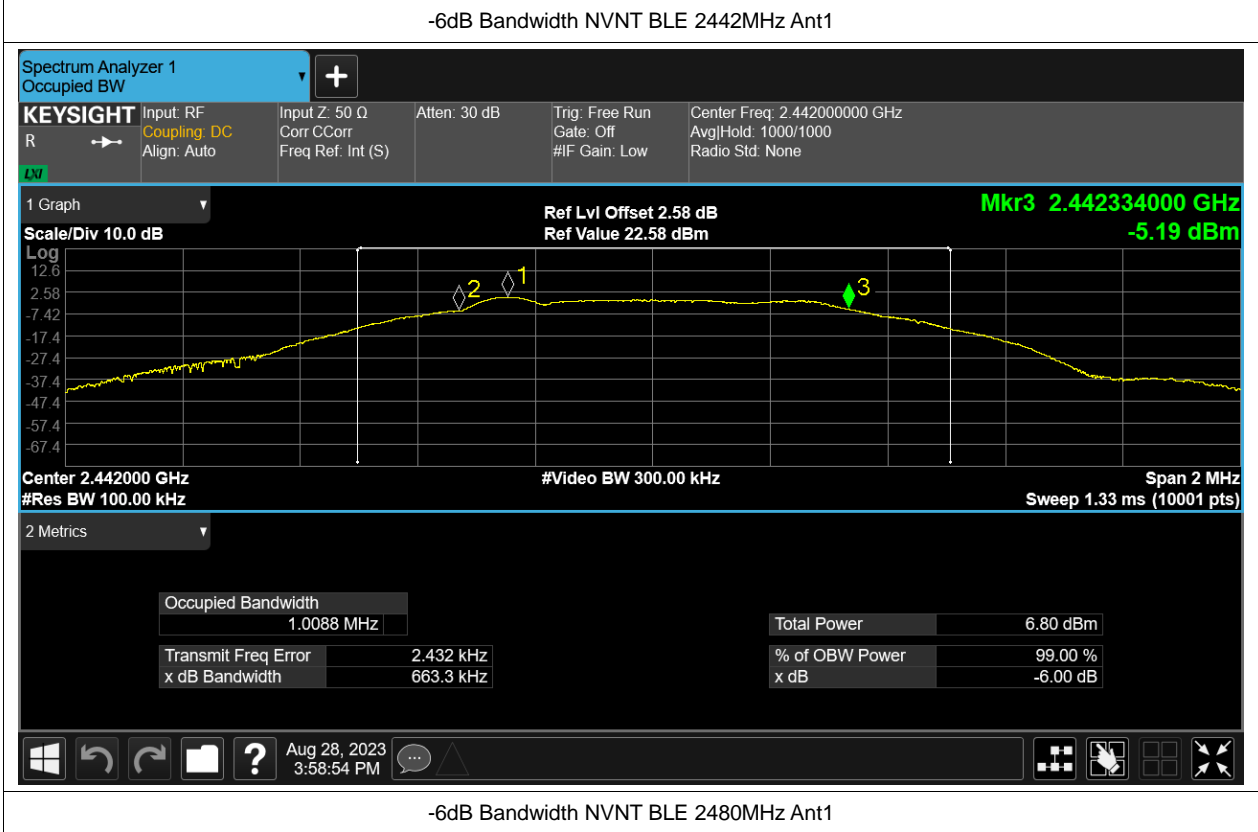 -6dB Bandwidth NVNT BLE 2442MHz Ant1
Spectrum Analyzer 1
Occupied BW
+
KEYSIGHT
R
LXI
Input: RF
Coupling: DC
Align: Auto
Input Z: 50 Ω
Corr CCorr
Freq Ref: Int (S)
Atten: 30 dB
Trig: Free Run
Gate: Off
#IF Gain: Low
Center Freq: 2.442000000 GHz
Avg|Hold: 1000/1000
Radio Std: None
1 Graph
Scale/Div 10.0 dB
Ref Lvl Offset 2.58 dB
Ref Value 22.58 dBm
Mkr3 2.442334000 GHz
-5.19 dBm
Log
12.6
2.58
-7.42
-17.4
-27.4
-37.4
-47.4
-57.4
-67.4
2
1
3
Center 2.442000 GHz
#Res BW 100.00 kHz
#Video BW 300.00 kHz
Span 2 MHz
Sweep 1.33 ms (10001 pts)
2 Metrics
Occupied Bandwidth
1.0088 MHz
Transmit Freq Error 2.432 kHz
x dB Bandwidth 663.3 kHz
Total Power 6.80 dBm
% of OBW Power 99.00 %
x dB -6.00 dB
?
Aug 28, 2023
3:58:54 PM
-6dB Bandwidth NVNT BLE 2480MHz Ant1